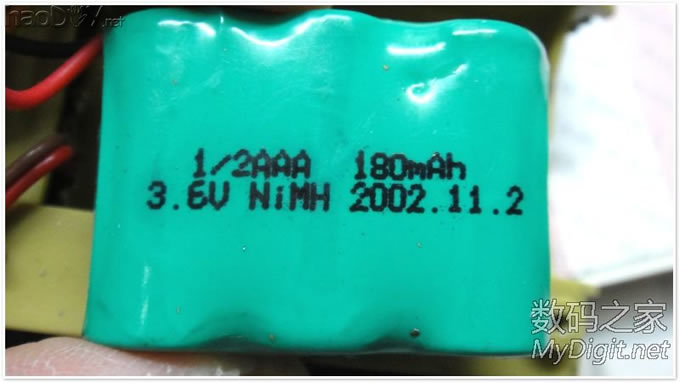 1/2AAA 180mAh
3.6V NiMH 2002.11.2
数码之家
MyDigit.net